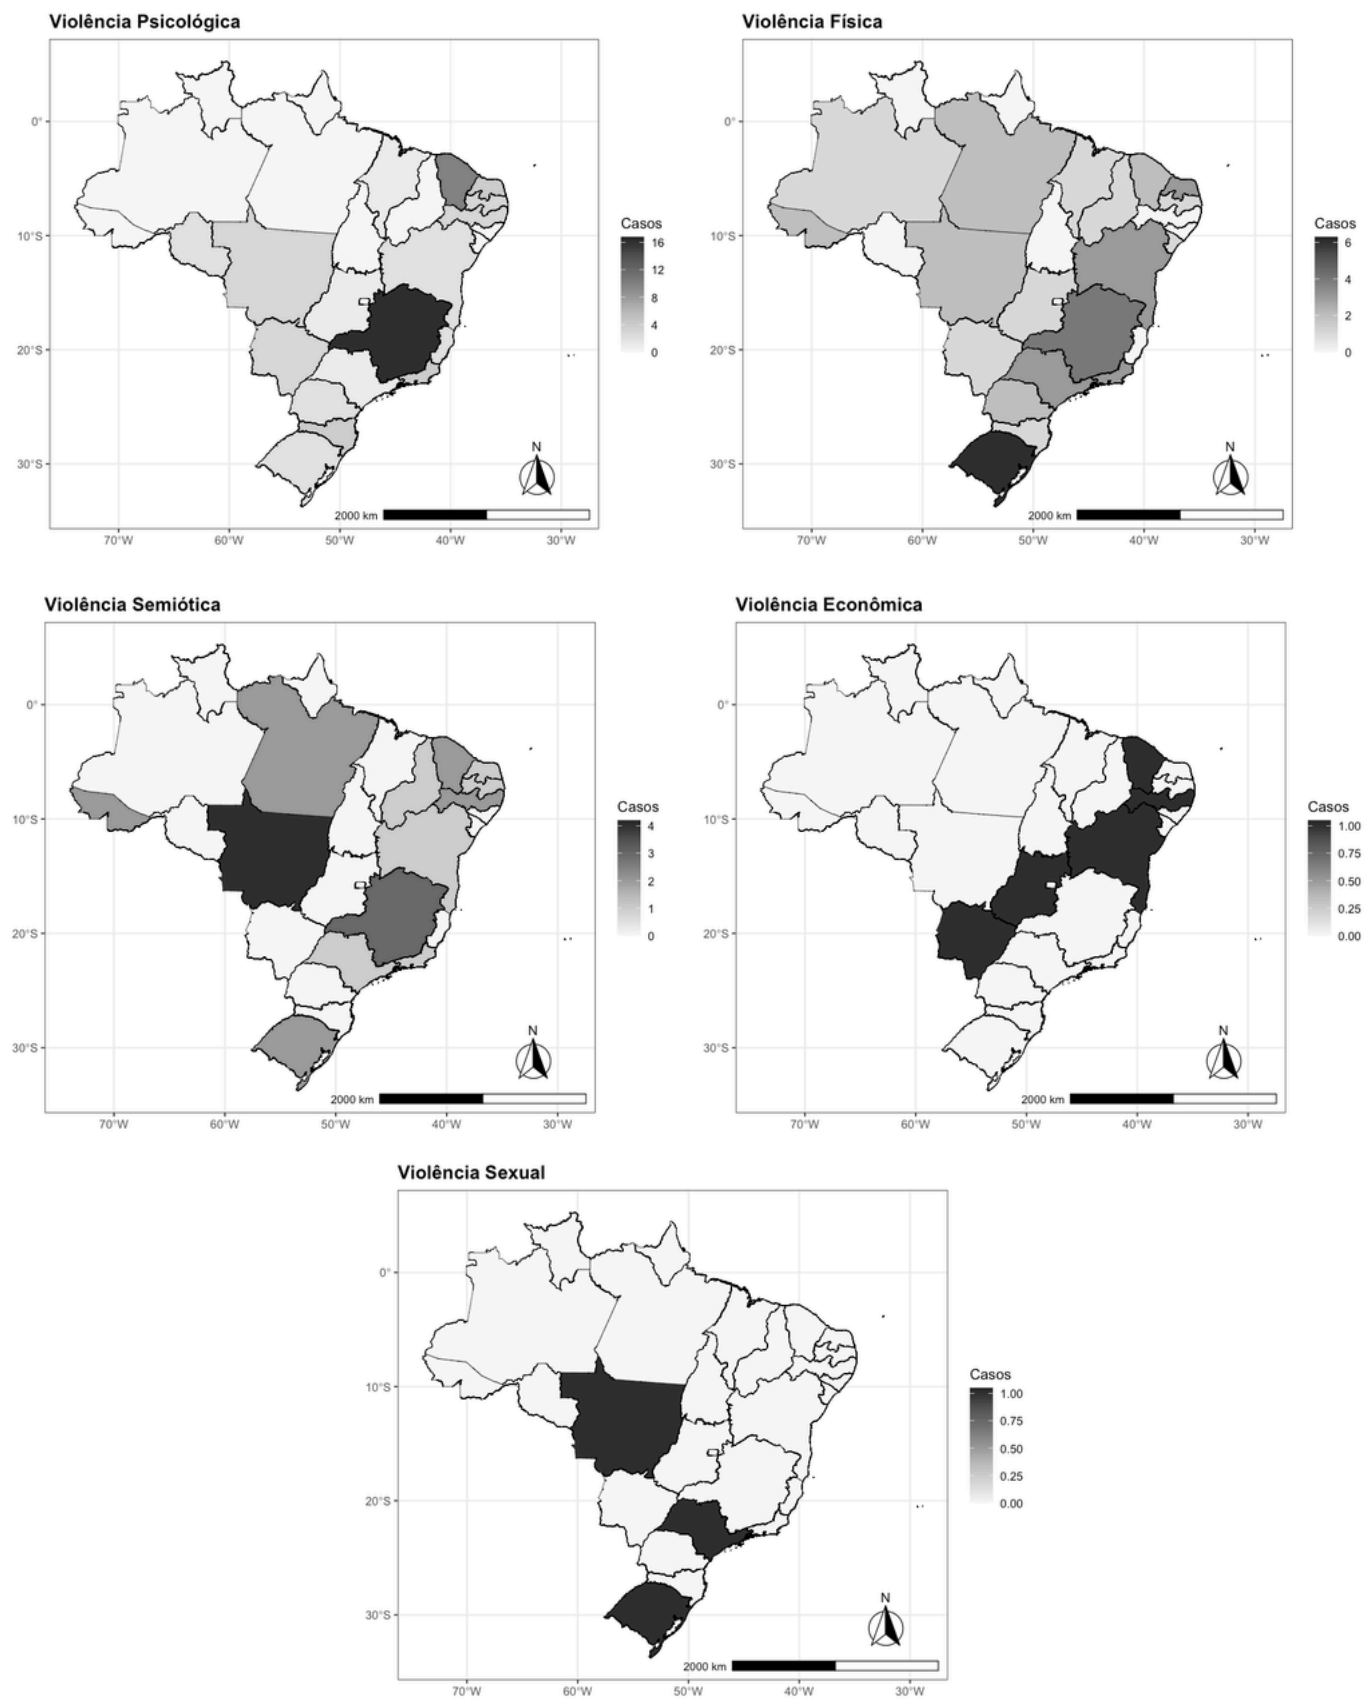 Violência Psicológica
0°
10°S
20°S
30°S
70°W 60°W 50°W 40°W 30°W
N
2000 km
Casos
16
12
8
4
0
Violência Física
0°
10°S
20°S
30°S
70°W 60°W 50°W 40°W 30°W
N
2000 km
Casos
6
4
2
0
Violência Semiótica
0°
10°S
20°S
30°S
70°W 60°W 50°W 40°W 30°W
N
2000 km
Casos
4
3
2
1
0
Violência Econômica
0°
10°S
20°S
30°S
70°W 60°W 50°W 40°W 30°W
N
2000 km
Casos
1.00
0.75
0.50
0.25
0.00
Violência Sexual
0°
10°S
20°S
30°S
70°W 60°W 50°W 40°W 30°W
N
2000 km
Casos
1.00
0.75
0.50
0.25
0.00